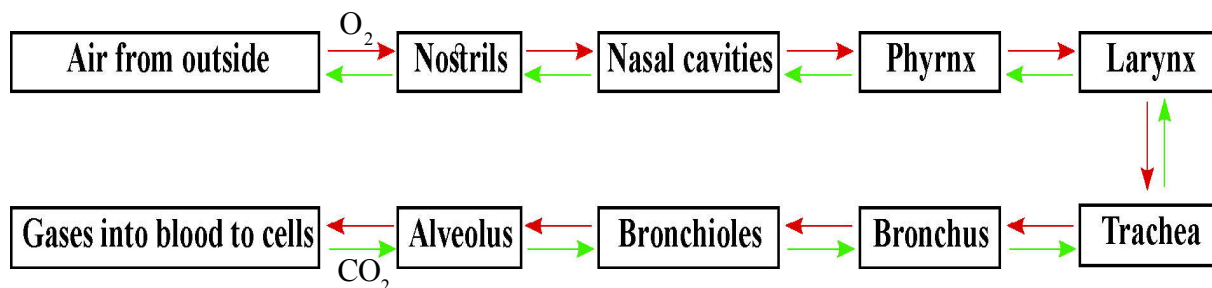 O₂
Air from outside Nostrils Nasal cavities Phyrnx Larynx
Gases into blood to cells Alveolus Bronchioles Bronchus Trachea
CO₂